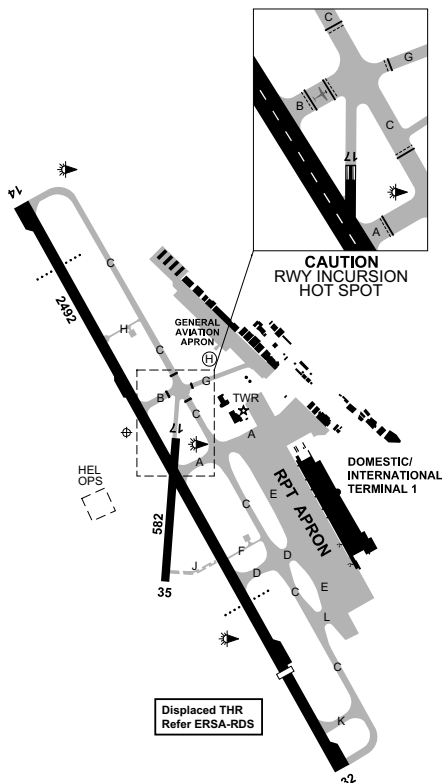 C
G
B
C
17
A
CAUTION
RWY INCURSION
HOT SPOT
14
C
2492
H
GENERAL
AVIATION
APRON
H
C
G
B
C
TWR
17
A
A
DOMESTIC/
INTERNATIONAL
TERMINAL 1
HEL
OPS
E
C
RPT APRON
582
F
J
D
D
35
C
E
L
C
Displaced THR
Refer ERSA-RDS
K
32